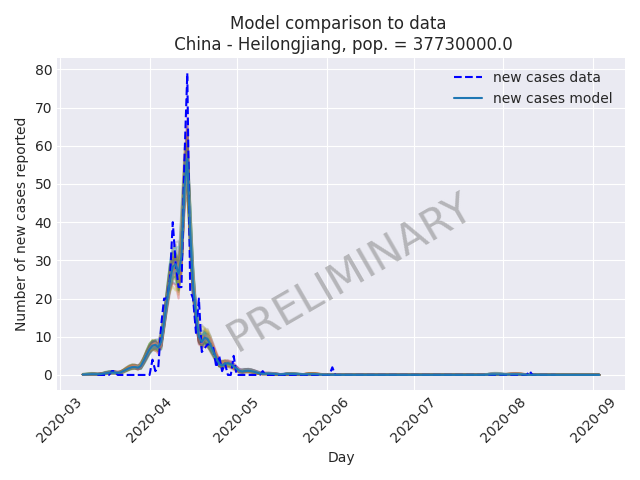 Model comparison to data
China - Heilongjiang, pop. = 37730000.0
new cases data
new cases model
80
70
60
50
40
30
20
10
0
Number of new cases reported
PRELIMINARY
2020-03
2020-04
2020-05
2020-06
2020-07
2020-08
2020-09
Day